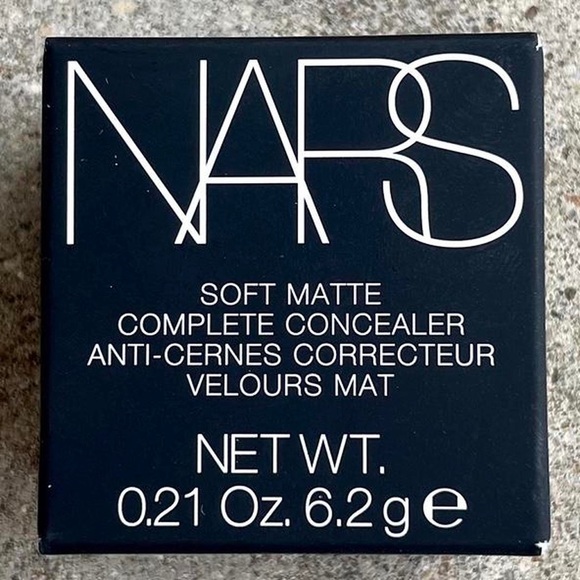 NARS
SOFT MATTE
COMPLETE CONCEALER
ANTI-CERNES CORRECTEUR
VELOURS MAT
NET WT.
0.21 Oz. 6.2 g ℮